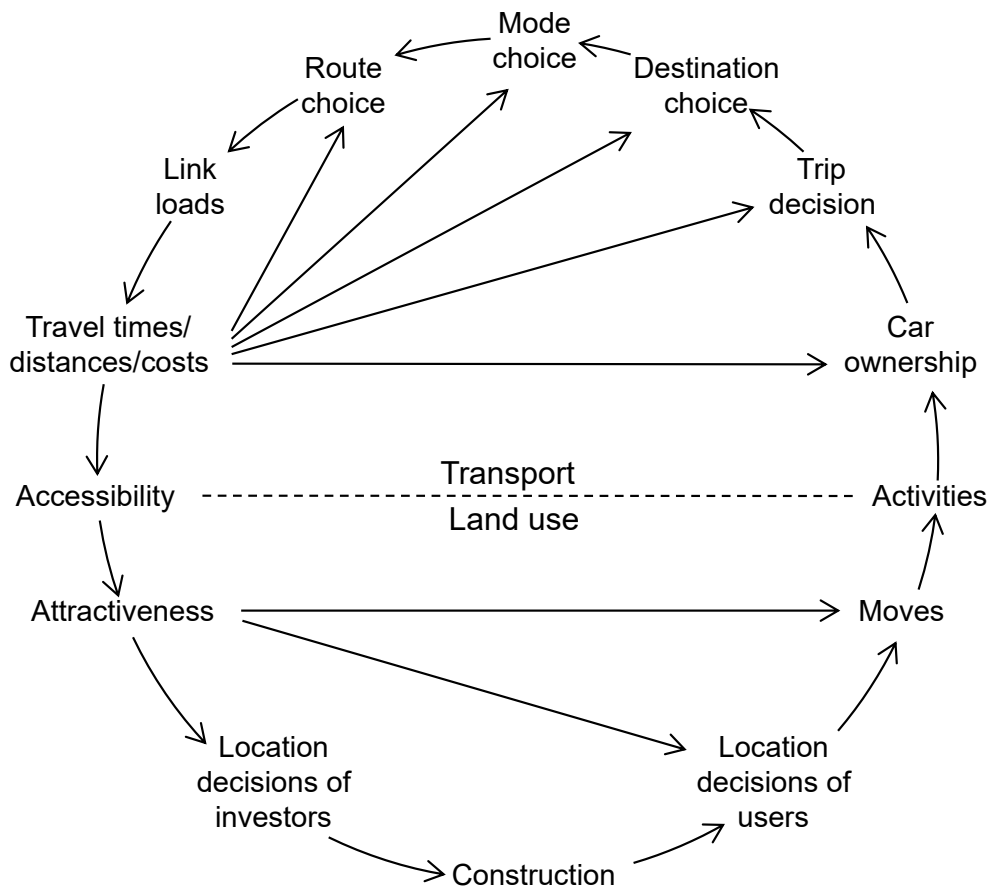 Mode
choice
Route
choice
Destination
choice
Link
loads
Trip
decision
Travel times/
distances/costs
Car
ownership
Transport
Accessibility
Activities
Land use
Attractiveness
Moves
Location
decisions of
investors
Location
decisions of
users
Construction